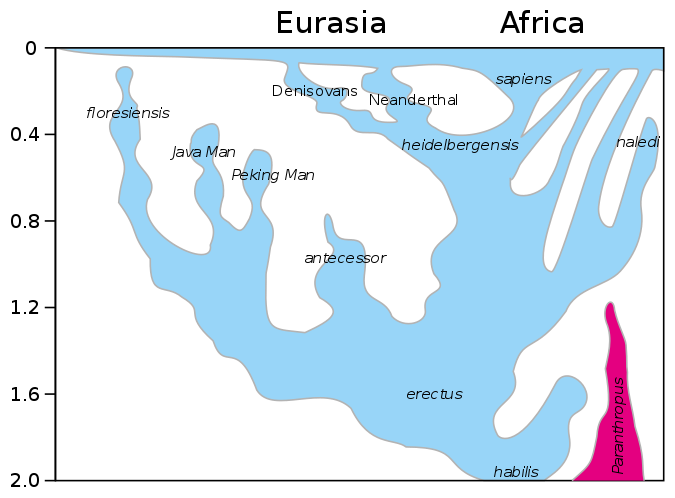 Eurasia Africa
0
sapiens
Denisovans
Neanderthal
floresiensis
0.4
heidelbergensis
naledi
Java Man
Peking Man
0.8
antecessor
1.2
1.6
erectus
Paranthropus
habilis
2.0